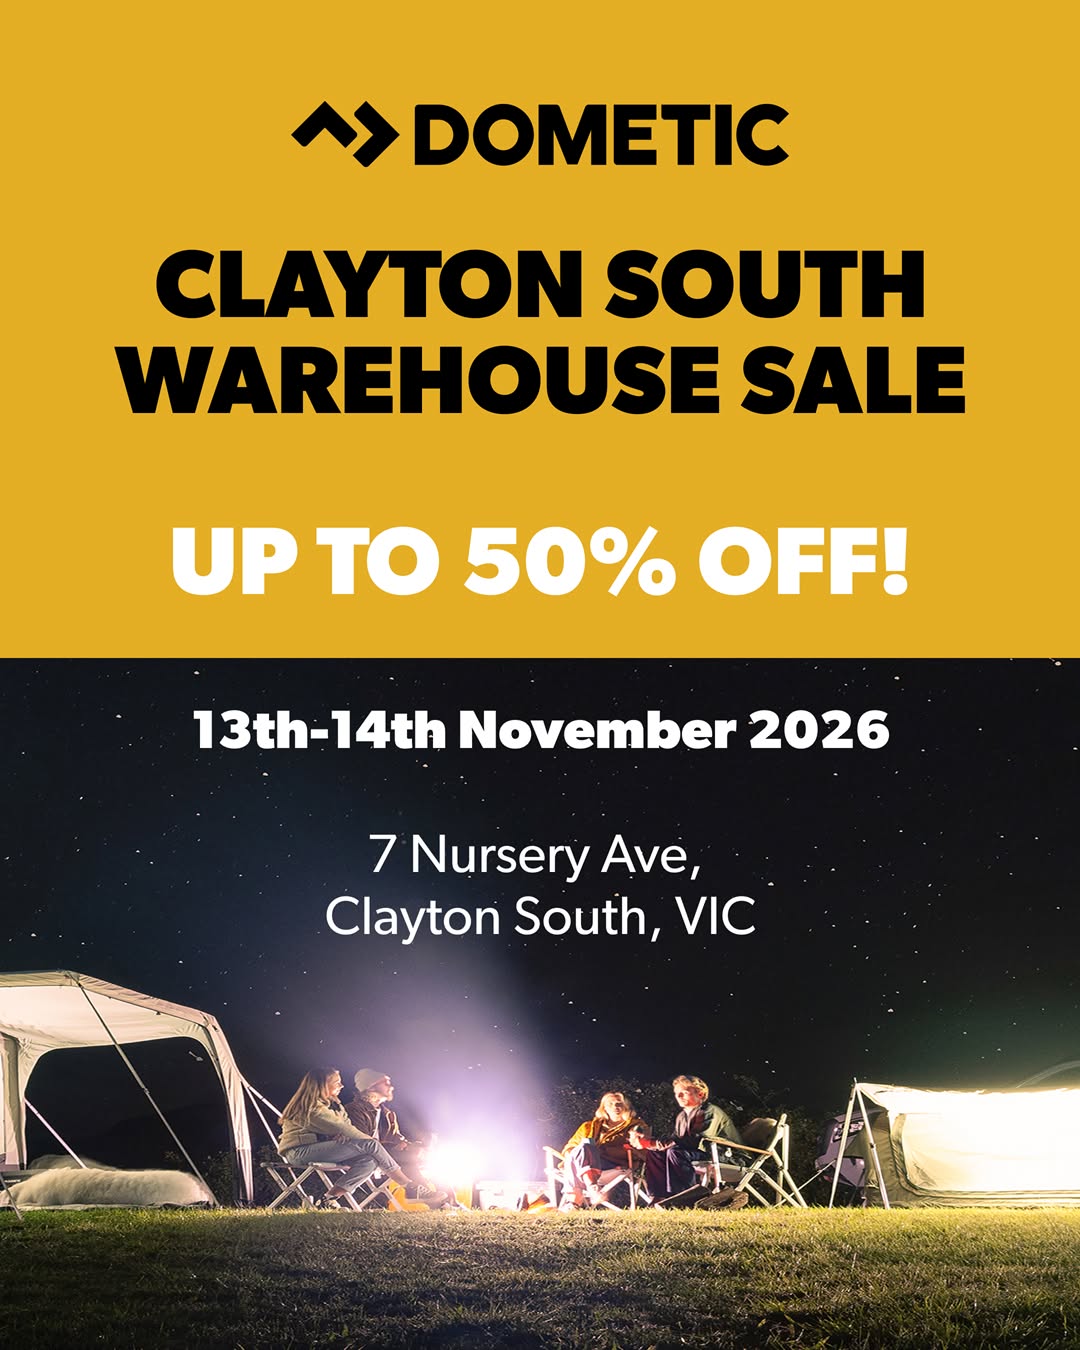 DOMETIC
CLAYTON SOUTH
WAREHOUSE SALE
UP TO 50% OFF!
13th-14th November 2026
7 Nursery Ave,
Clayton South, VIC